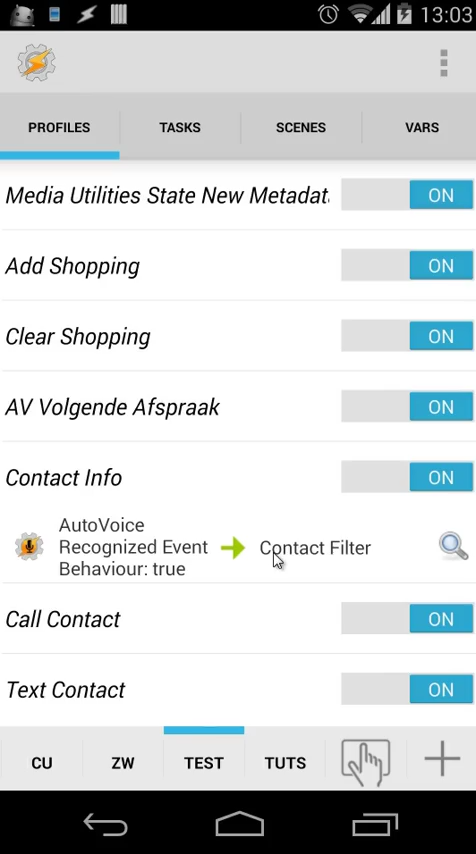 13:03
PROFILES TASKS SCENES VARS
Media Utilities State New ON
Add Shopping ON
Clear Shopping ON
AV Volgende Afspraak ON
Contact Info ON
AutoVoice
Recognized Event
Behaviour: true
Contact Filter
Call Contact ON
Text Contact ON
CU ZW TEST TUTS